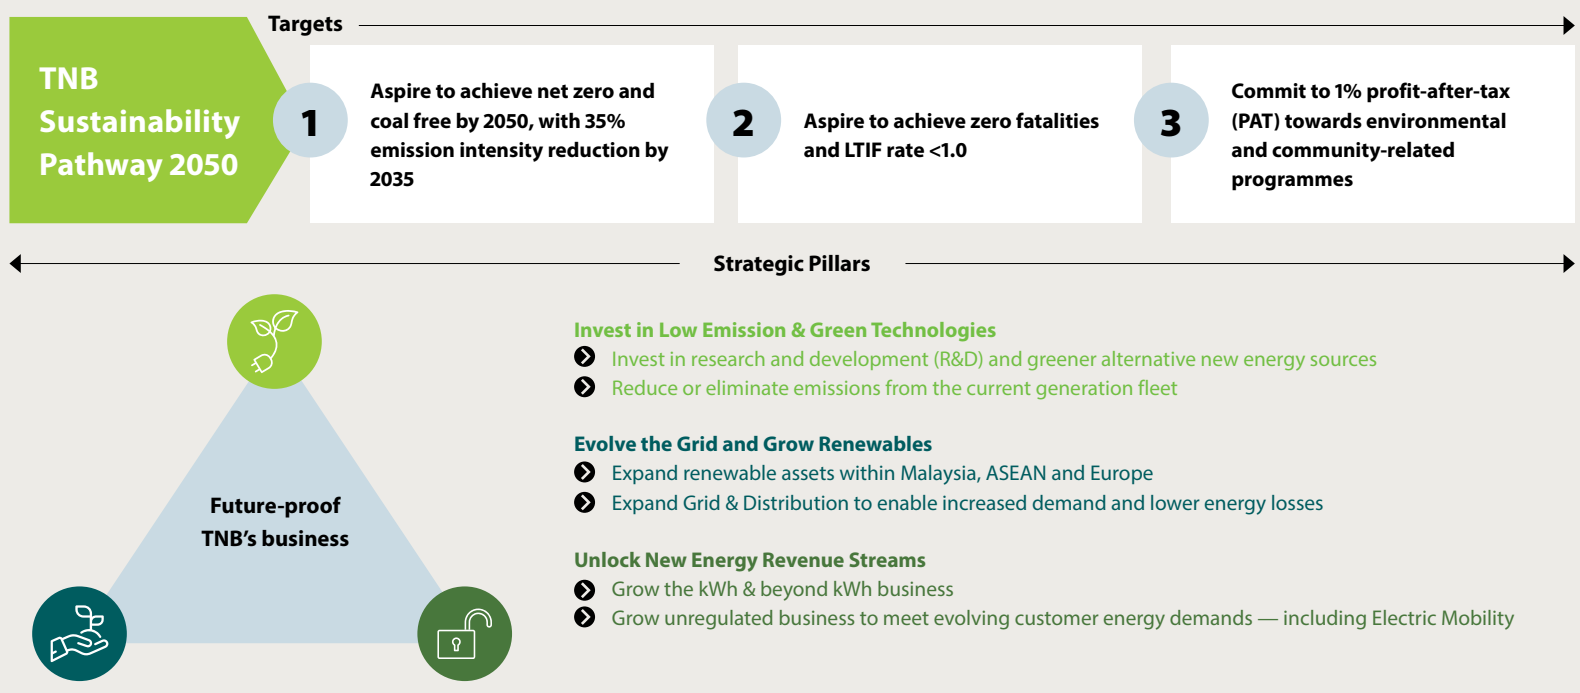 Targets
TNB
Sustainability
Pathway 2050
1
Aspire to achieve net zero and
coal free by 2050, with 35%
emission intensity reduction by
2035
2
Aspire to achieve zero fatalities
and LTIF rate <1.0
3
Commit to 1% profit-after-tax
(PAT) towards environmental
and community-related
programmes
Strategic Pillars
Future-proof
TNB's business
Invest in Low Emission & Green Technologies
Invest in research and development (R&D) and greener alternative new energy sources
Reduce or eliminate emissions from the current generation fleet
Evolve the Grid and Grow Renewables
Expand renewable assets within Malaysia, ASEAN and Europe
Expand Grid & Distribution to enable increased demand and lower energy losses
Unlock New Energy Revenue Streams
Grow the kWh & beyond kWh business
Grow unregulated business to meet evolving customer energy demands — including Electric Mobility